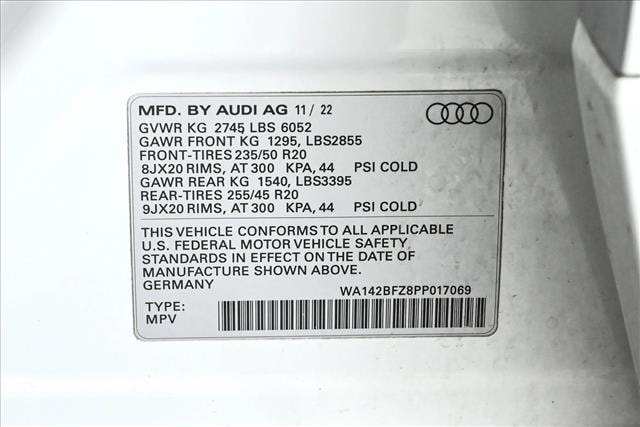 MFD. BY AUDI AG 11 / 22
GVWR KG 2745 LBS 6052
GAWR FRONT KG 1295, LBS2855
FRONT-TIRES 235/50 R20
8JX20 RIMS, AT 300 KPA, 44 PSI COLD
GAWR REAR KG 1540, LBS3395
REAR-TIRES 255/45 R20
9JX20 RIMS, AT 300 KPA, 44 PSI COLD
THIS VEHICLE CONFORMS TO ALL APPLICABLE
U.S. FEDERAL MOTOR VEHICLE SAFETY
STANDARDS IN EFFECT ON THE DATE OF
MANUFACTURE SHOWN ABOVE.
GERMANY WA142BFZ8PP017069
TYPE:
MPV